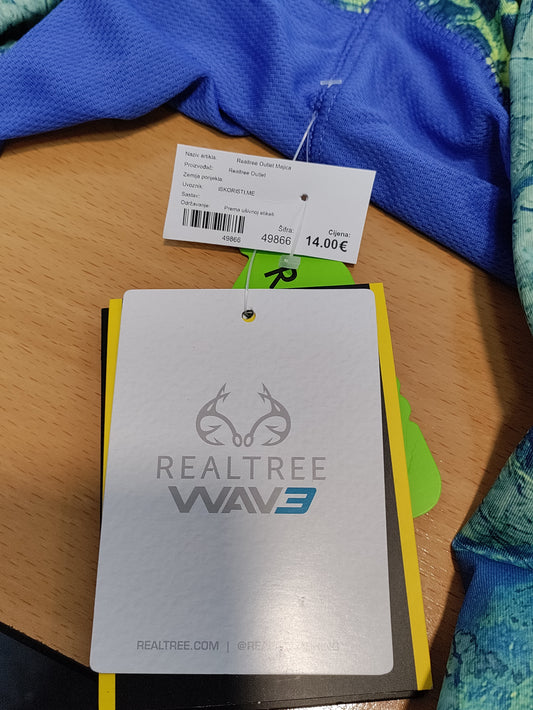 Naziv artikla: Realtree Outlet Majica
Proizvođač: Realtree Outlet
Zemlja porijekla:
Uvoznik: ISKORISTI.ME
Sastav:
Održavanje: Prema ušivnoj etiketi
49866
Šifra:
49866
Cijena:
14.00€
R
REALTREE
WAV3
REALTREE.COM |